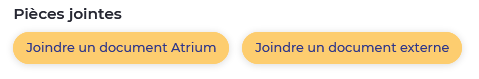 Pièces jointes
Joindre un document Atrium
Joindre un document externe